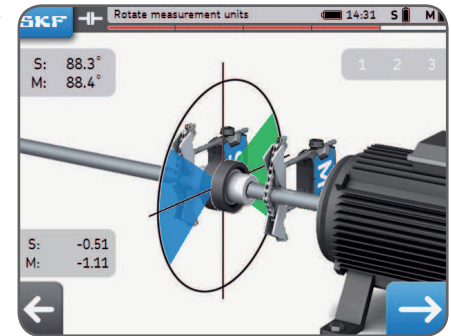 SKF Rotate measurement units 14:31 S M
S: 88.3°
M: 88.4°
1 2 3
S
M
S: -0.51
M: -1.11